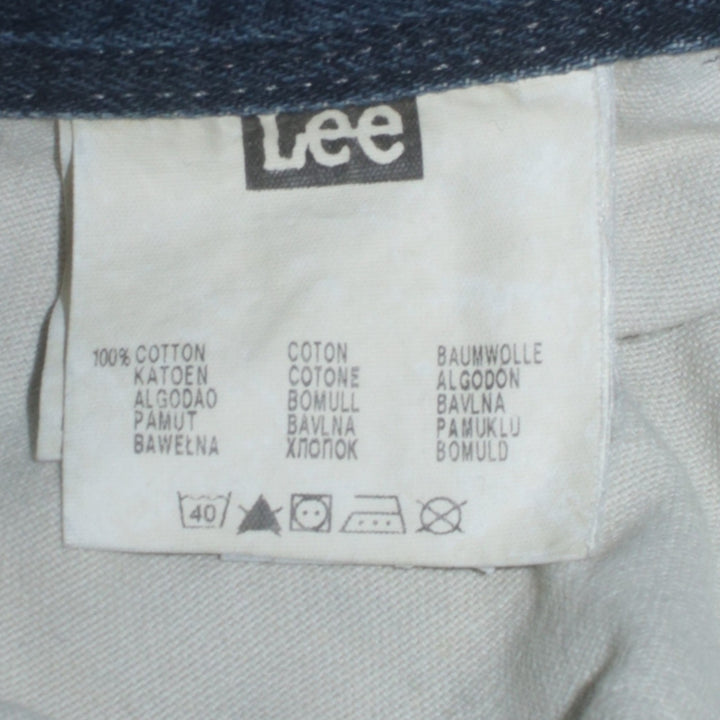 Lee
100% COTTON COTON BAUMWOLLE
KATOEN COTONE ALGODON
ALGODAO BOMULL BAVLNA
PAMUT BAVLNA PAMUKLU
BAWEŁNA ХЛОПОК BOMULD
40